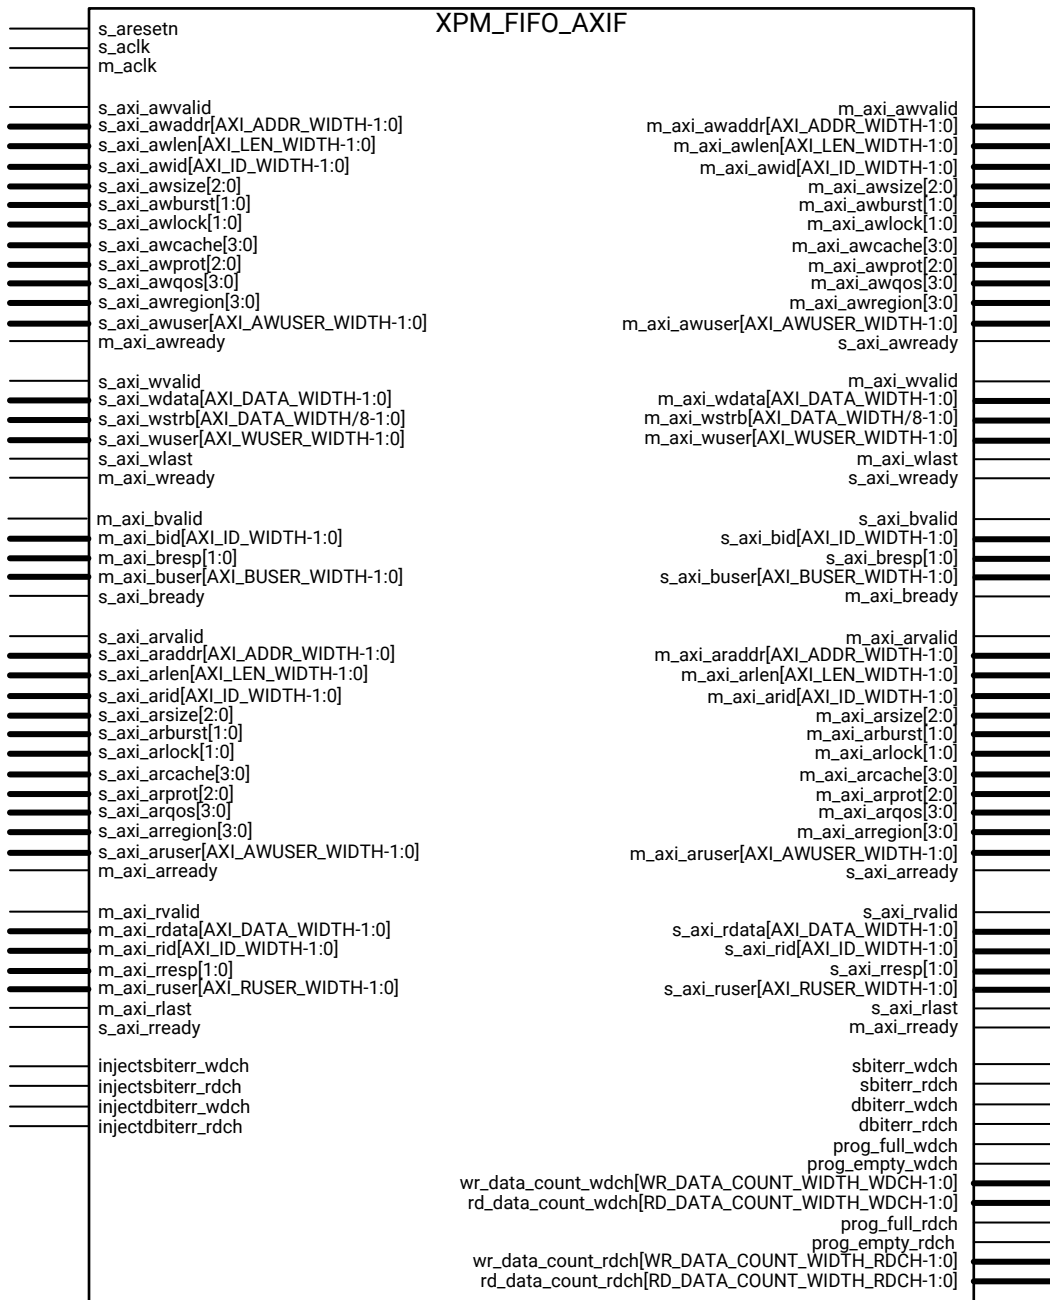 XPM_FIFO_AXIF
s_aresetn
s_aclk
m_aclk
s_axi_awvalid
s_axi_awaddr[AXI_ADDR_WIDTH-1:0]
s_axi_awlen[AXI_LEN_WIDTH-1:0]
s_axi_awid[AXI_ID_WIDTH-1:0]
s_axi_awsize[2:0]
s_axi_awburst[1:0]
s_axi_awlock[1:0]
s_axi_awcache[3:0]
s_axi_awprot[2:0]
s_axi_awqos[3:0]
s_axi_awregion[3:0]
s_axi_awuser[AXI_AWUSER_WIDTH-1:0]
m_axi_awready
s_axi_wvalid
s_axi_wdata[AXI_DATA_WIDTH-1:0]
s_axi_wstrb[AXI_DATA_WIDTH/8-1:0]
s_axi_wuser[AXI_WUSER_WIDTH-1:0]
s_axi_wlast
m_axi_wready
m_axi_bvalid
m_axi_bid[AXI_ID_WIDTH-1:0]
m_axi_bresp[1:0]
m_axi_buser[AXI_BUSER_WIDTH-1:0]
s_axi_bready
s_axi_arvalid
s_axi_araddr[AXI_ADDR_WIDTH-1:0]
s_axi_arlen[AXI_LEN_WIDTH-1:0]
s_axi_arid[AXI_ID_WIDTH-1:0]
s_axi_arsize[2:0]
s_axi_arburst[1:0]
s_axi_arlock[1:0]
s_axi_arcache[3:0]
s_axi_arprot[2:0]
s_axi_arqos[3:0]
s_axi_arregion[3:0]
s_axi_aruser[AXI_AWUSER_WIDTH-1:0]
m_axi_arready
m_axi_rvalid
m_axi_rdata[AXI_DATA_WIDTH-1:0]
m_axi_rid[AXI_ID_WIDTH-1:0]
m_axi_rresp[1:0]
m_axi_ruser[AXI_RUSER_WIDTH-1:0]
m_axi_rlast
s_axi_rready
injectsbiterr_wdch
injectsbiterr_rdch
injectdbiterr_wdch
injectdbiterr_rdch
m_axi_awvalid
m_axi_awaddr[AXI_ADDR_WIDTH-1:0]
m_axi_awlen[AXI_LEN_WIDTH-1:0]
m_axi_awid[AXI_ID_WIDTH-1:0]
m_axi_awsize[2:0]
m_axi_awburst[1:0]
m_axi_awlock[1:0]
m_axi_awcache[3:0]
m_axi_awprot[2:0]
m_axi_awqos[3:0]
m_axi_awregion[3:0]
m_axi_awuser[AXI_AWUSER_WIDTH-1:0]
s_axi_awready
m_axi_wvalid
m_axi_wdata[AXI_DATA_WIDTH-1:0]
m_axi_wstrb[AXI_DATA_WIDTH/8-1:0]
m_axi_wuser[AXI_WUSER_WIDTH-1:0]
m_axi_wlast
s_axi_wready
s_axi_bvalid
s_axi_bid[AXI_ID_WIDTH-1:0]
s_axi_bresp[1:0]
s_axi_buser[AXI_BUSER_WIDTH-1:0]
m_axi_bready
m_axi_arvalid
m_axi_araddr[AXI_ADDR_WIDTH-1:0]
m_axi_arlen[AXI_LEN_WIDTH-1:0]
m_axi_arid[AXI_ID_WIDTH-1:0]
m_axi_arsize[2:0]
m_axi_arburst[1:0]
m_axi_arlock[1:0]
m_axi_arcache[3:0]
m_axi_arprot[2:0]
m_axi_arqos[3:0]
m_axi_arregion[3:0]
m_axi_aruser[AXI_AWUSER_WIDTH-1:0]
s_axi_arready
s_axi_rvalid
s_axi_rdata[AXI_DATA_WIDTH-1:0]
s_axi_rid[AXI_ID_WIDTH-1:0]
s_axi_rresp[1:0]
s_axi_ruser[AXI_RUSER_WIDTH-1:0]
s_axi_rlast
m_axi_rready
sbiterr_wdch
sbiterr_rdch
dbiterr_wdch
dbiterr_rdch
prog_full_wdch
prog_empty_wdch
wr_data_count_wdch[WR_DATA_COUNT_WIDTH_WDCH-1:0]
rd_data_count_wdch[RD_DATA_COUNT_WIDTH_WDCH-1:0]
prog_full_rdch
prog_empty_rdch
wr_data_count_rdch[WR_DATA_COUNT_WIDTH_RDCH-1:0]
rd_data_count_rdch[RD_DATA_COUNT_WIDTH_RDCH-1:0]